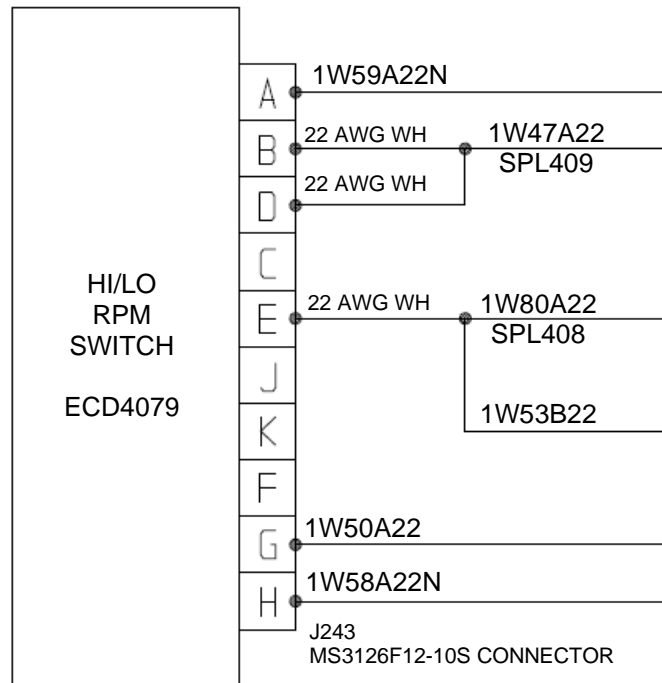 A 1W59A22N
B 22 AWG WH 1W47A22
SPL409
D 22 AWG WH
C
HI/LO
RPM
SWITCH
ECD4079
E 22 AWG WH 1W80A22
SPL408
J
1W53B22
K
F
G 1W50A22
H 1W58A22N
J243
MS3126F12-10S CONNECTOR